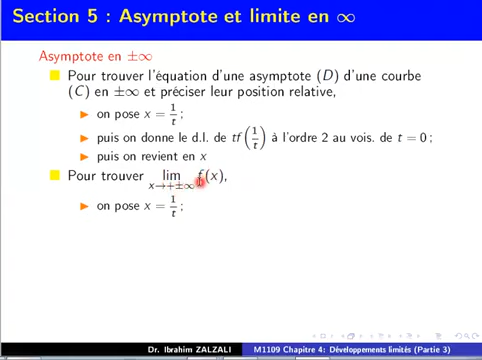 Section 5 : Asymptote et limite en ∞
Asymptote en ±∞
Pour trouver l'équation d'une asymptote (D) d'une courbe
(C) en ±∞ et préciser leur position relative,
on pose x = 1/t ;
puis on donne le d.l. de tf(1/t) à l'ordre 2 au vois. de t = 0 ;
puis on revient en x
Pour trouver lim x→+±∞ f(x),
on pose x = 1/t ;
Dr. Ibrahim ZALZALI M1109 Chapitre 4: Développements limités (Partie 3)